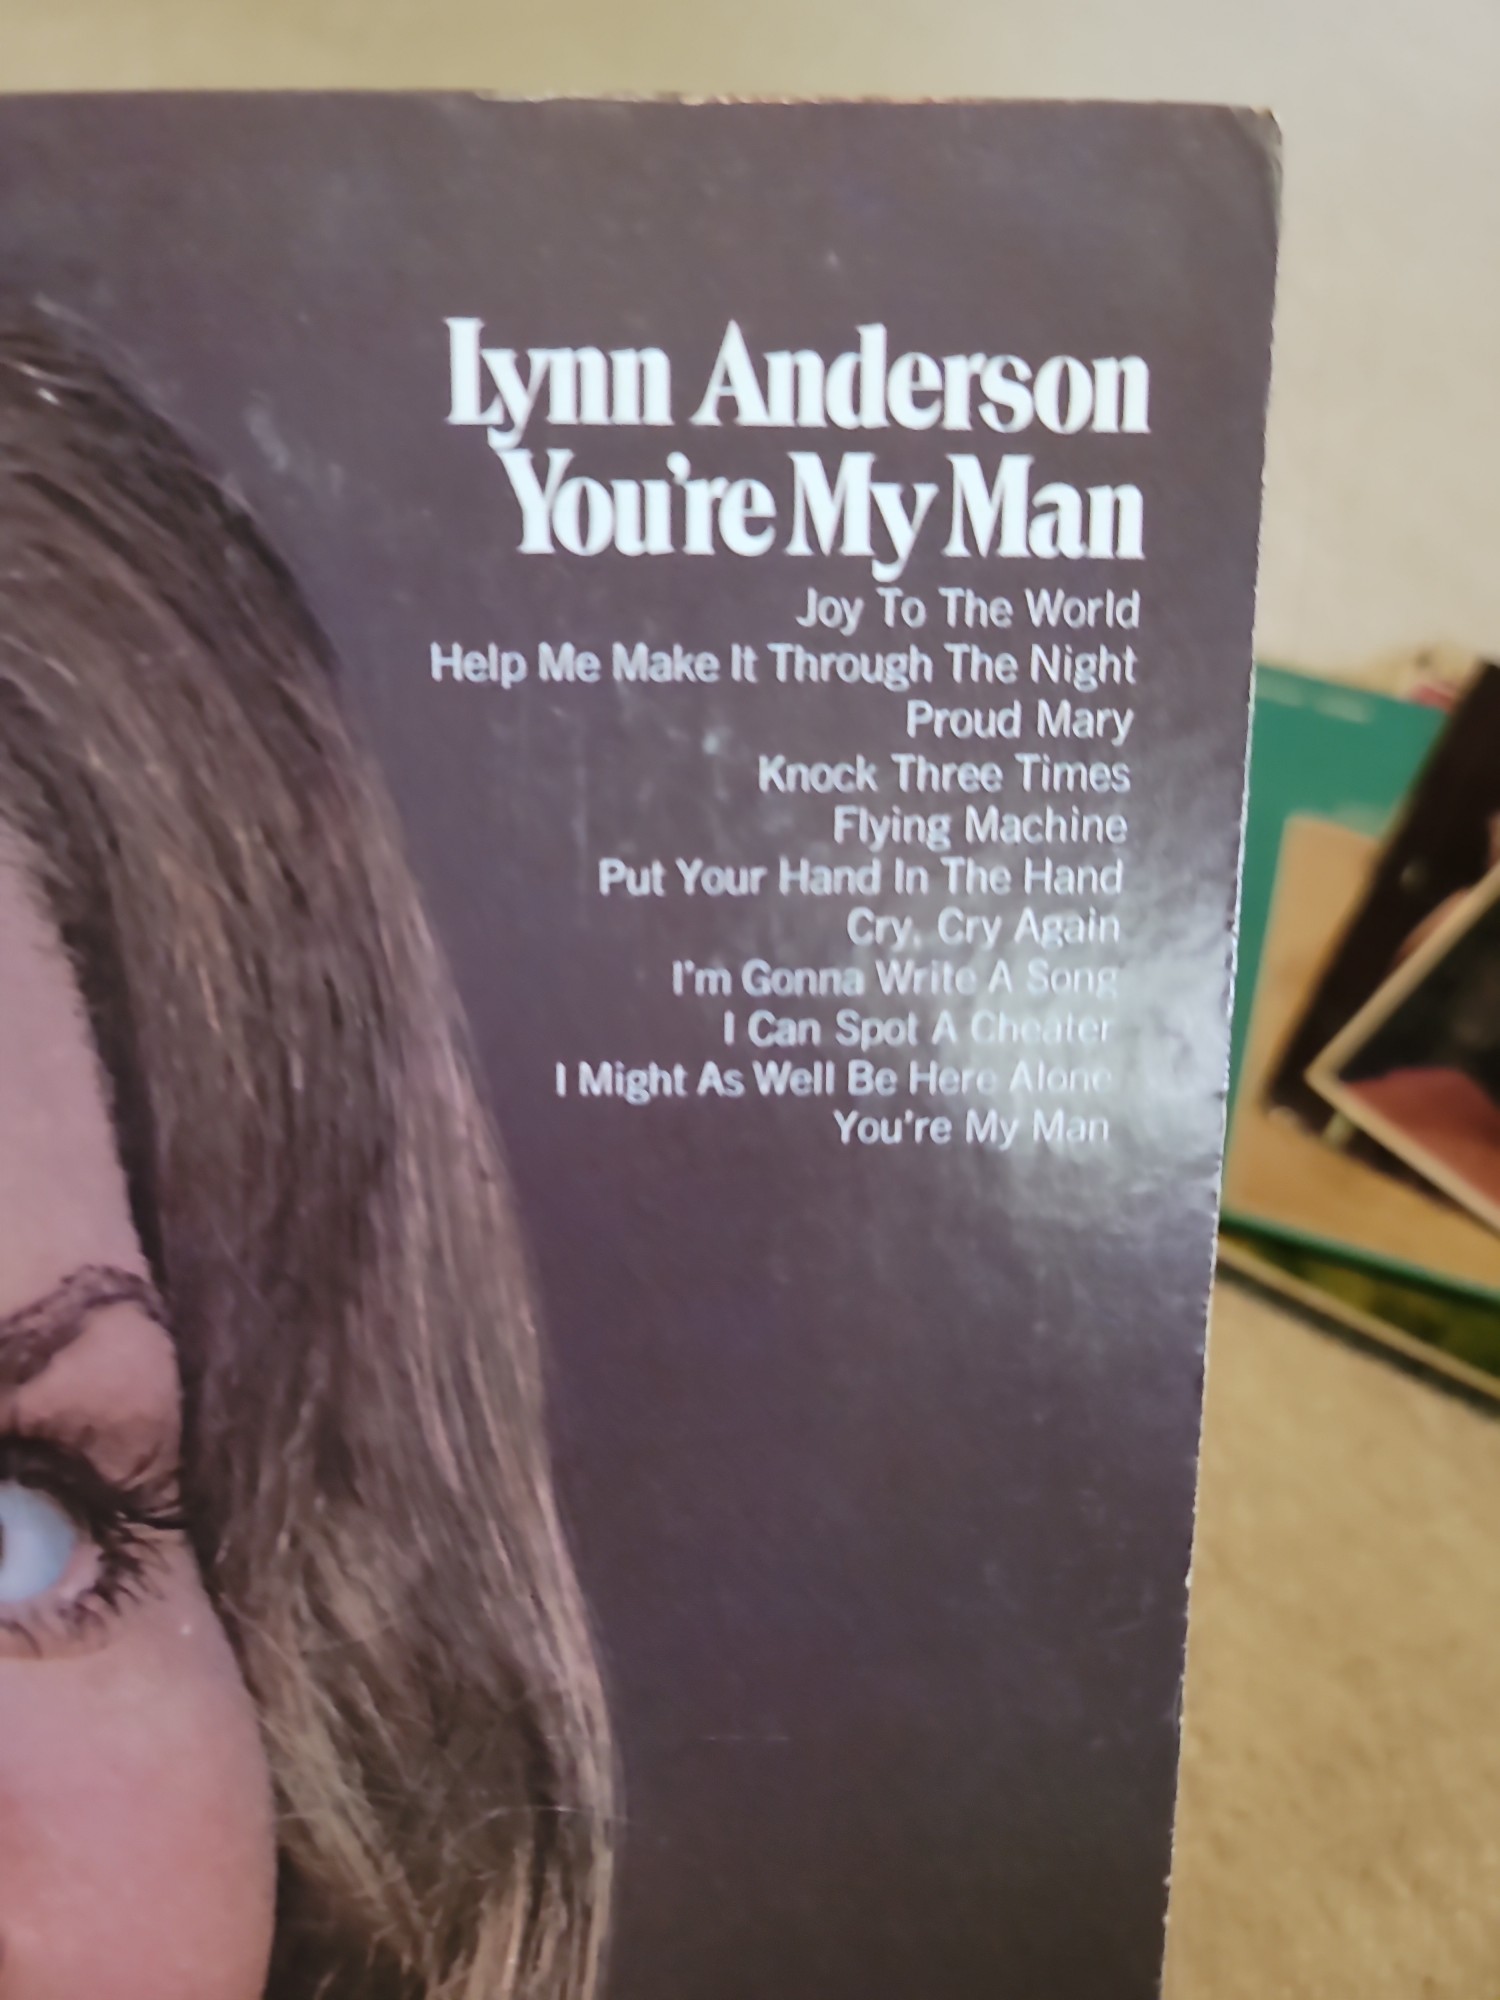 Lynn Anderson
You're My Man
Joy To The World
Help Me Make It Through The Night
Proud Mary
Knock Three Times
Flying Machine
Put Your Hand In The Hand
Cry, Cry Again
I'm Gonna Write A Song
I Can Spot A Cheater
I Might As Well Be Here Alone
You're My Man